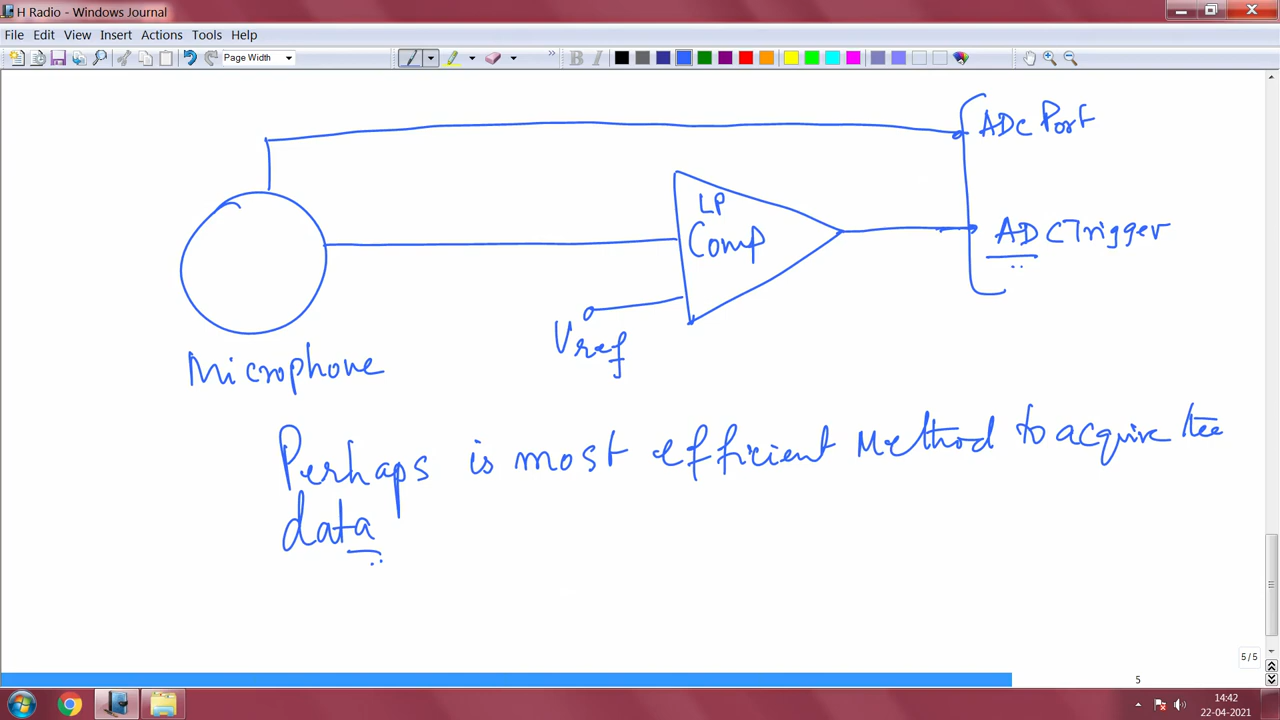 H Radio - Windows Journal
File Edit View Insert Actions Tools Help
Page Width
B I
ADC Port
LP
Comp
ADC Trigger
Vref
Microphone
Perhaps is most efficient Method to acquire the
data
5/5
5
14:42
22-04-2021